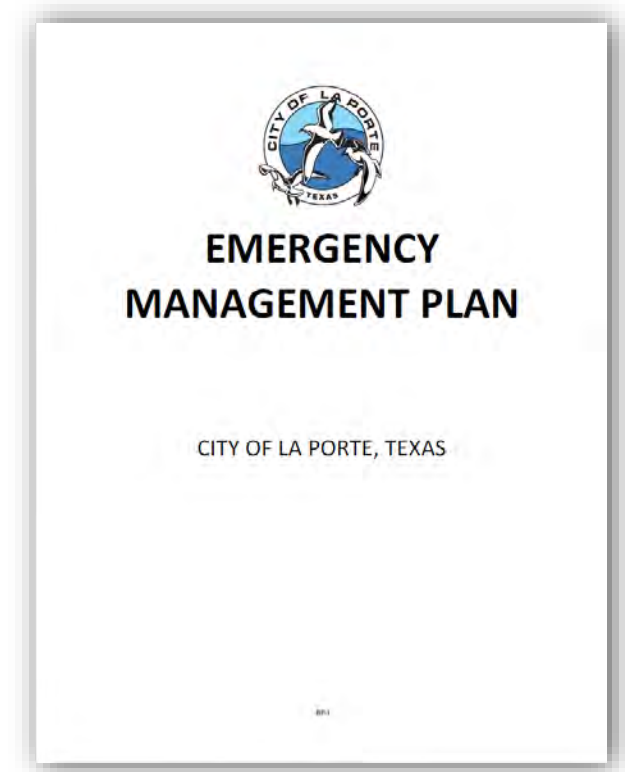 CITY OF LA PORTE
TEXAS
EMERGENCY
MANAGEMENT PLAN
CITY OF LA PORTE, TEXAS